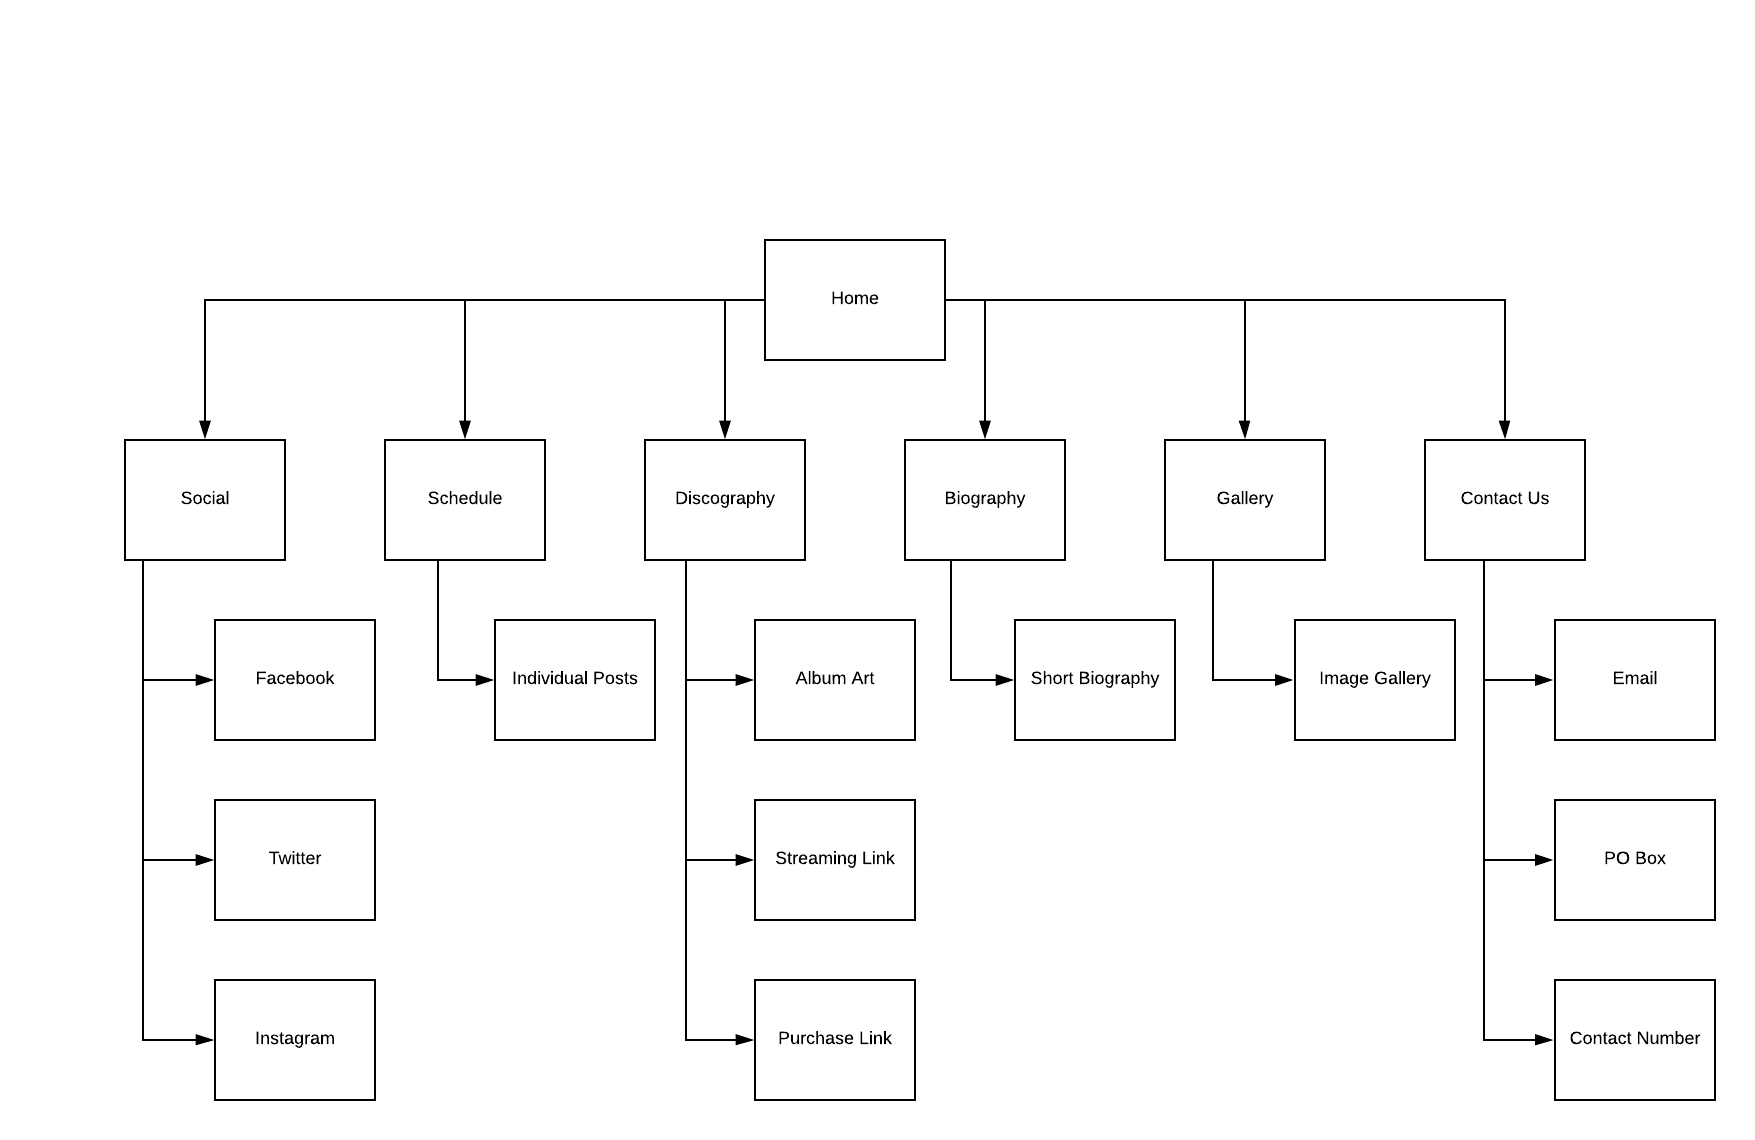 Home
Social
Schedule
Discography
Biography
Gallery
Contact Us
Facebook
Individual Posts
Album Art
Short Biography
Image Gallery
Email
Twitter
Streaming Link
PO Box
Instagram
Purchase Link
Contact Number